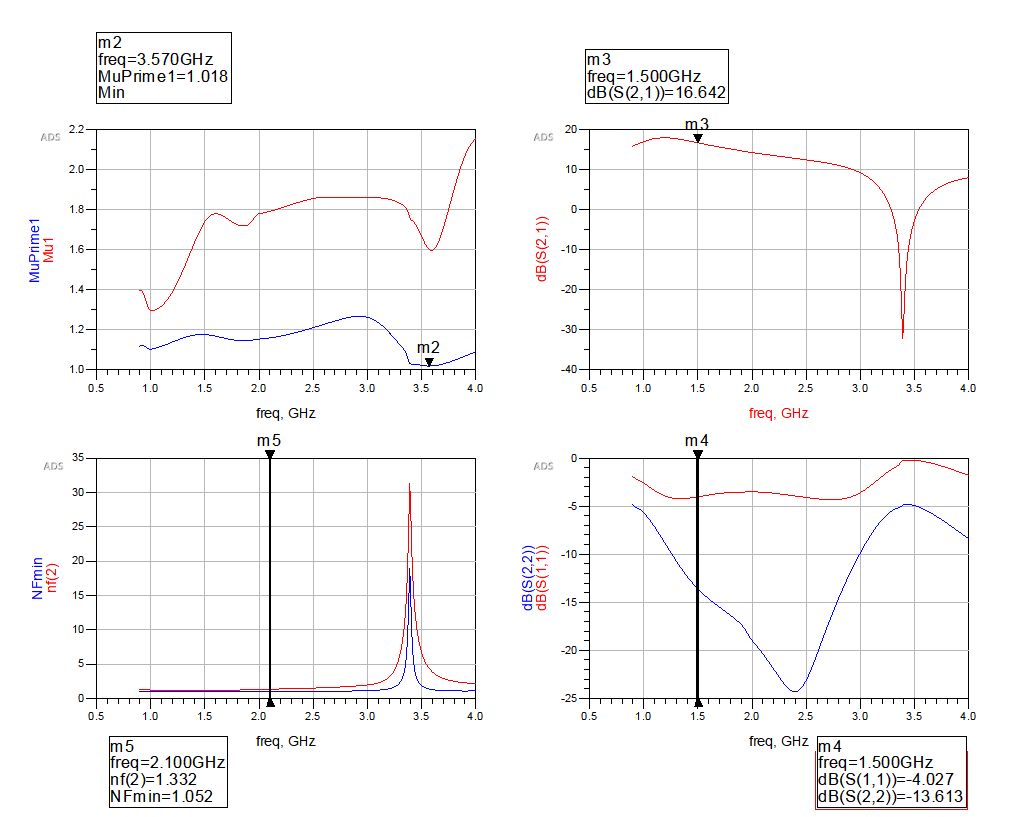 m2
freq=3.570GHz
MuPrime1=1.018
Min
m3
freq=1.500GHz
dB(S(2,1))=16.642
ADS
2.2
2.0
1.8
1.6
1.4
1.2
1.0
MuPrime1
Mu1
m2
0.5 1.0 1.5 2.0 2.5 3.0 3.5 4.0
freq, GHz
ADS
m3
20
10
0
-10
-20
-30
-40
dB(S(2,1))
0.5 1.0 1.5 2.0 2.5 3.0 3.5 4.0
freq, GHz
ADS
m5
35
30
25
20
15
10
5
0
NFmin
nf(2)
0.5 1.0 1.5 2.0 2.5 3.0 3.5 4.0
freq, GHz
m5
freq=2.100GHz
nf(2)=1.332
NFmin=1.052
ADS
m4
0
-5
-10
-15
-20
-25
dB(S(2,2))
dB(S(1,1))
0.5 1.0 1.5 2.0 2.5 3.0 3.5 4.0
freq, GHz
m4
freq=1.500GHz
dB(S(1,1))=-4.027
dB(S(2,2))=-13.613